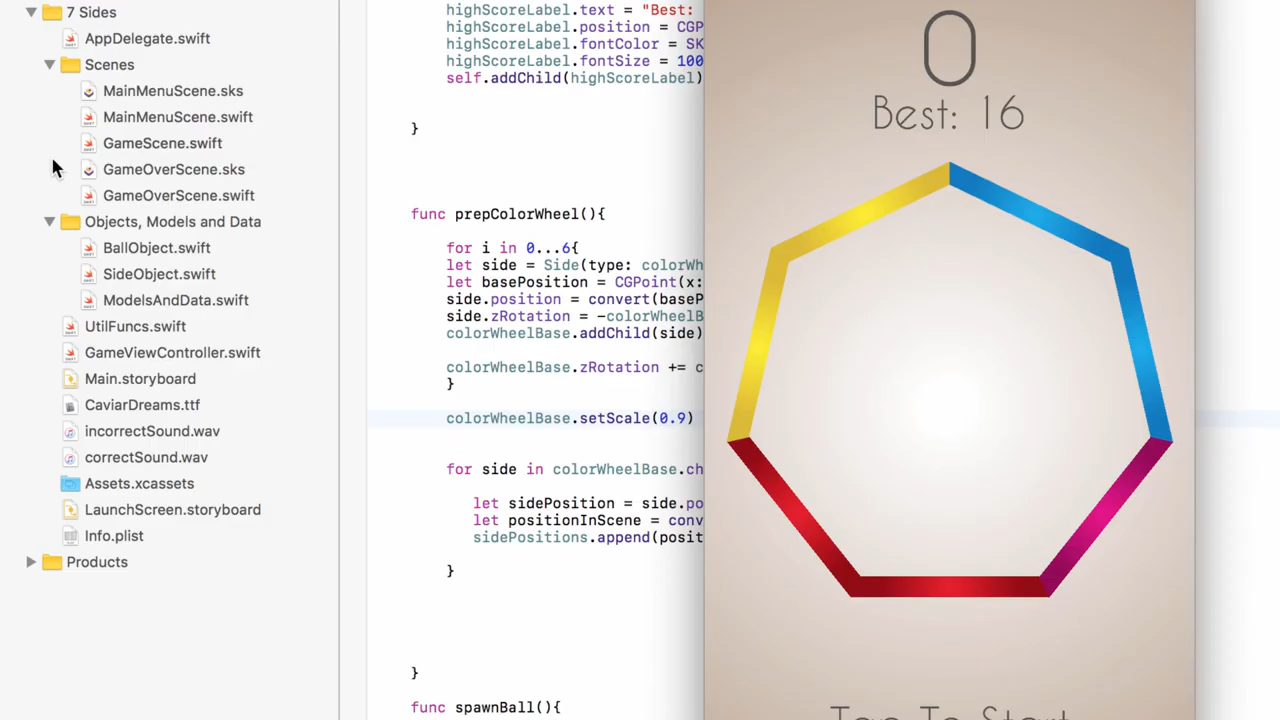 7 Sides
AppDelegate.swift
Scenes
MainMenuScene.sks
MainMenuScene.swift
GameScene.swift
GameOverScene.sks
GameOverScene.swift
Objects, Models and Data
BallObject.swift
SideObject.swift
ModelsAndData.swift
UtilFuncs.swift
GameViewController.swift
Main.storyboard
CaviarDreams.ttf
incorrectSound.wav
correctSound.wav
Assets.xcassets
LaunchScreen.storyboard
Info.plist
Products
highScoreLabel.text = "Best:
highScoreLabel.position = CGP
highScoreLabel.fontColor = SK
highScoreLabel.fontSize = 100
self.addChild(highScoreLabel)
}
func prepColorWheel(){
for i in 0...6{
let side = Side(type: colorWh
let basePosition = CGPoint(x:
side.position = convert(baseP
side.zRotation = -colorWheelB
colorWheelBase.addChild(side)
colorWheelBase.zRotation += c
}
colorWheelBase.setScale(0.9)
for side in colorWheelBase.ch
let sidePosition = side.po
let positionInScene = conv
sidePositions.append(posit
}
}
func spawnBall(){
0
Best: 16
Tap To Start